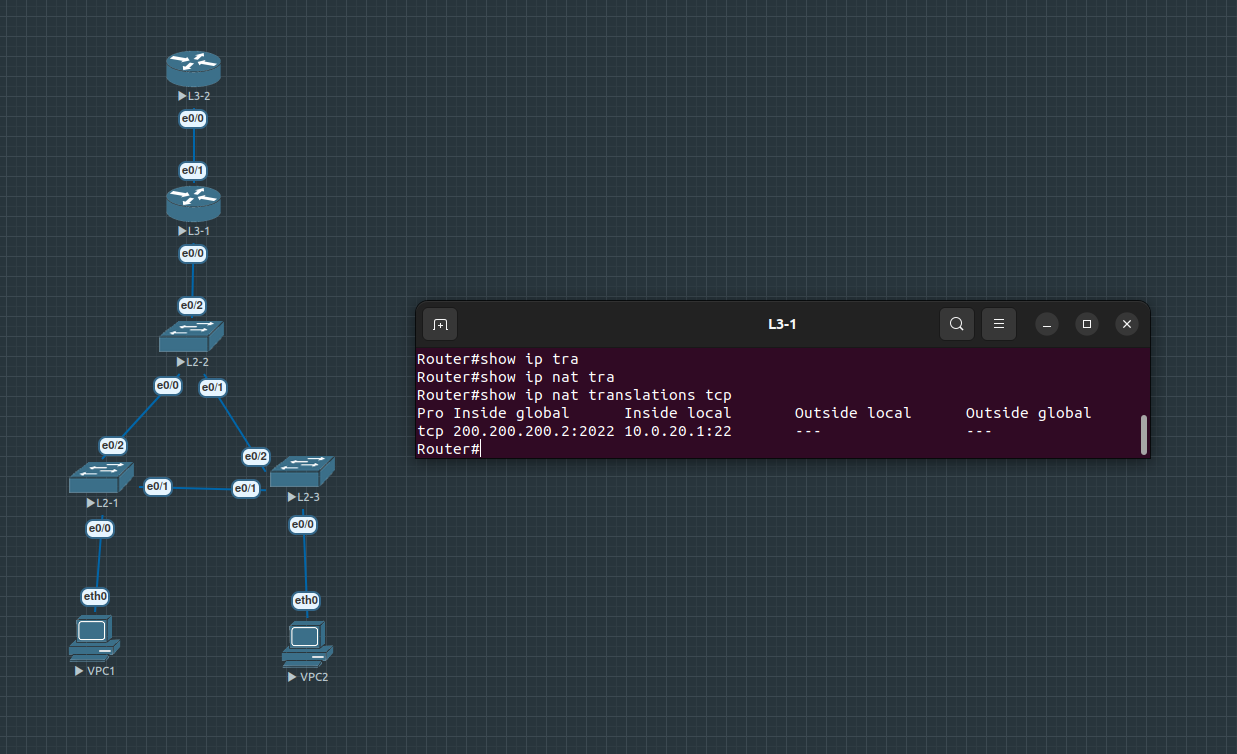 L3-2
e0/0
e0/1
L3-1
e0/0
e0/2
L2-2
e0/0
e0/1
e0/2
e0/2
e0/1
e0/1
L2-1
L2-3
e0/0
e0/0
eth0
eth0
VPC1
VPC2
L3-1
Router#show ip tra
Router#show ip nat tra
Router#show ip nat translations tcp
Pro Inside global      Inside local       Outside local      Outside global
tcp 200.200.200.2:2022 10.0.20.1:22       ---                ---
Router#